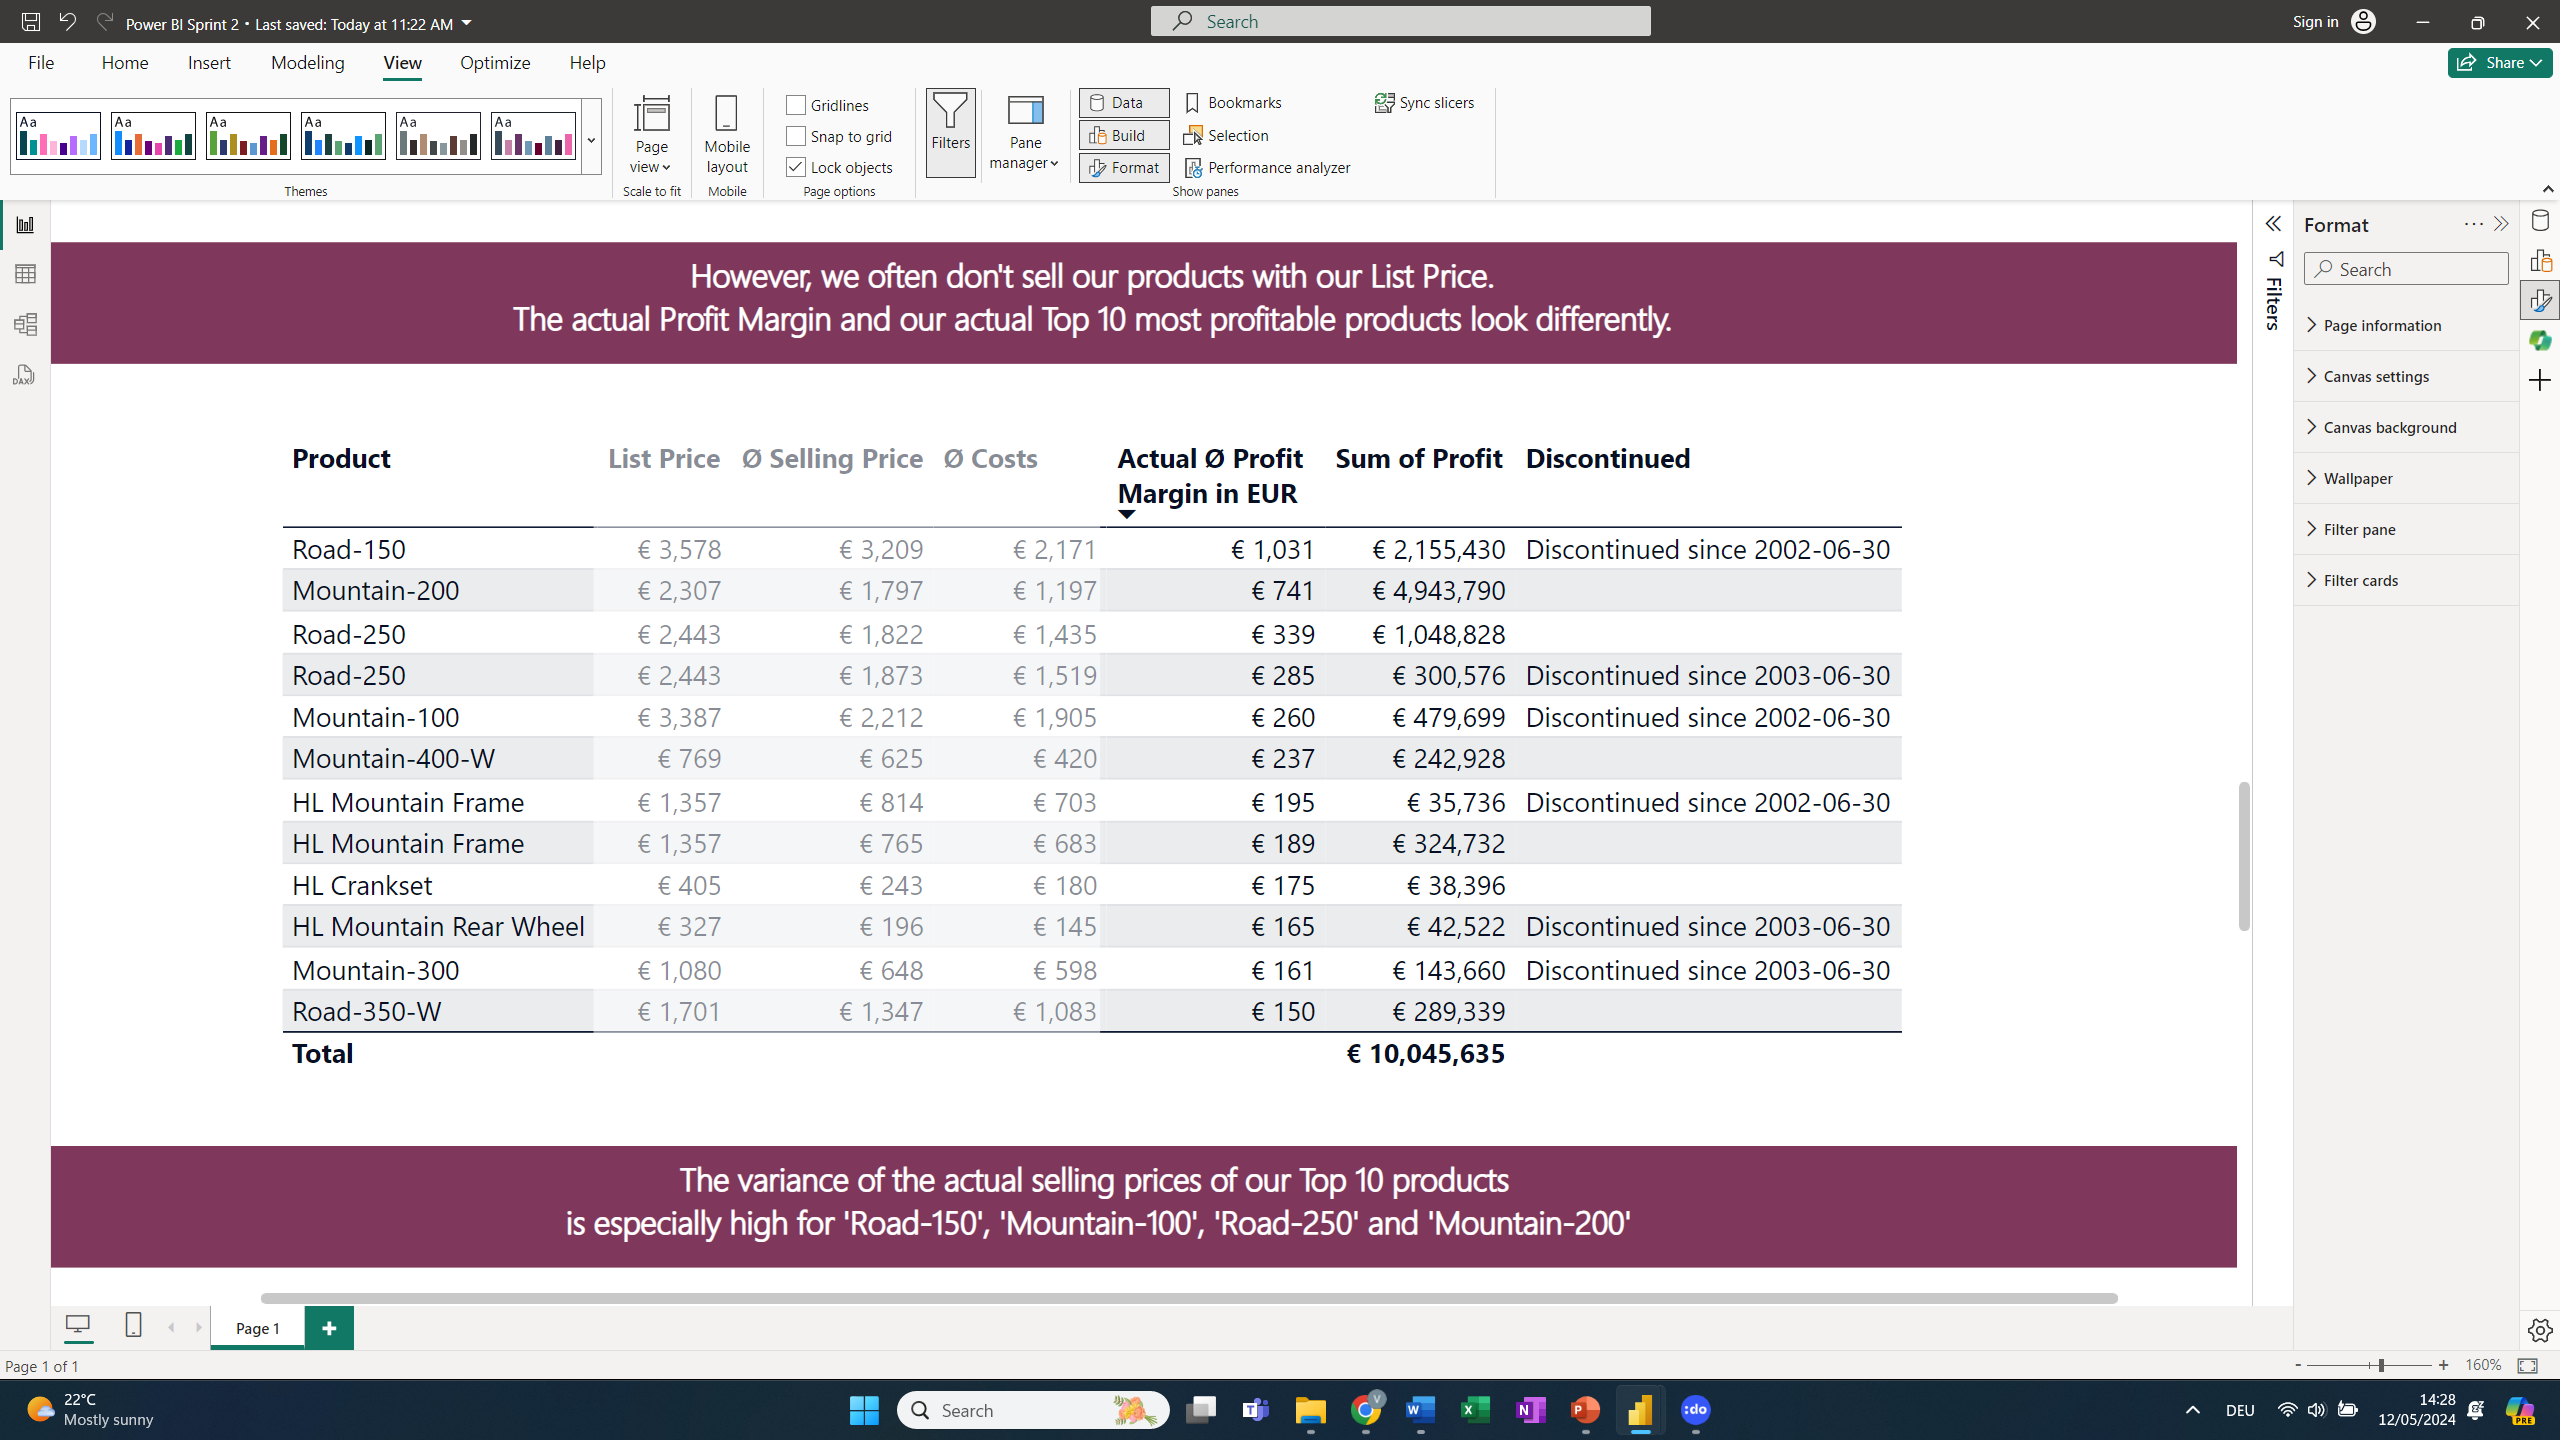 Power BI Sprint 2 • Last saved: Today at 11:22 AM
Search
Sign in
File Home Insert Modeling View Optimize Help
Share
Aa Aa Aa Aa Aa Aa
Themes
Page view
Scale to fit
Mobile layout
Mobile
Gridlines
Snap to grid
Lock objects
Page options
Filters
Pane manager
Data
Build
Format
Bookmarks
Selection
Performance analyzer
Sync slicers
Show panes
DAX
However, we often don't sell our products with our List Price.
The actual Profit Margin and our actual Top 10 most profitable products look differently.
Product List Price Ø Selling Price Ø Costs Actual Ø Profit Sum of Profit Discontinued
Margin in EUR
Road-150 € 3,578 € 3,209 € 2,171 € 1,031 € 2,155,430 Discontinued since 2002-06-30
Mountain-200 € 2,307 € 1,797 € 1,197 € 741 € 4,943,790
Road-250 € 2,443 € 1,822 € 1,435 € 339 € 1,048,828
Road-250 € 2,443 € 1,873 € 1,519 € 285 € 300,576 Discontinued since 2003-06-30
Mountain-100 € 3,387 € 2,212 € 1,905 € 260 € 479,699 Discontinued since 2002-06-30
Mountain-400-W € 769 € 625 € 420 € 237 € 242,928
HL Mountain Frame € 1,357 € 814 € 703 € 195 € 35,736 Discontinued since 2002-06-30
HL Mountain Frame € 1,357 € 765 € 683 € 189 € 324,732
HL Crankset € 405 € 243 € 180 € 175 € 38,396
HL Mountain Rear Wheel € 327 € 196 € 145 € 165 € 42,522 Discontinued since 2003-06-30
Mountain-300 € 1,080 € 648 € 598 € 161 € 143,660 Discontinued since 2003-06-30
Road-350-W € 1,701 € 1,347 € 1,083 € 150 € 289,339
Total € 10,045,635
The variance of the actual selling prices of our Top 10 products
is especially high for 'Road-150', 'Mountain-100', 'Road-250' and 'Mountain-200'
Filters
Format
Search
Page information
Canvas settings
Canvas background
Wallpaper
Filter pane
Filter cards
Page 1
Page 1 of 1
- + 160%
22°C
Mostly sunny
Search
V
:do
DEU
14:28
12/05/2024
PRE